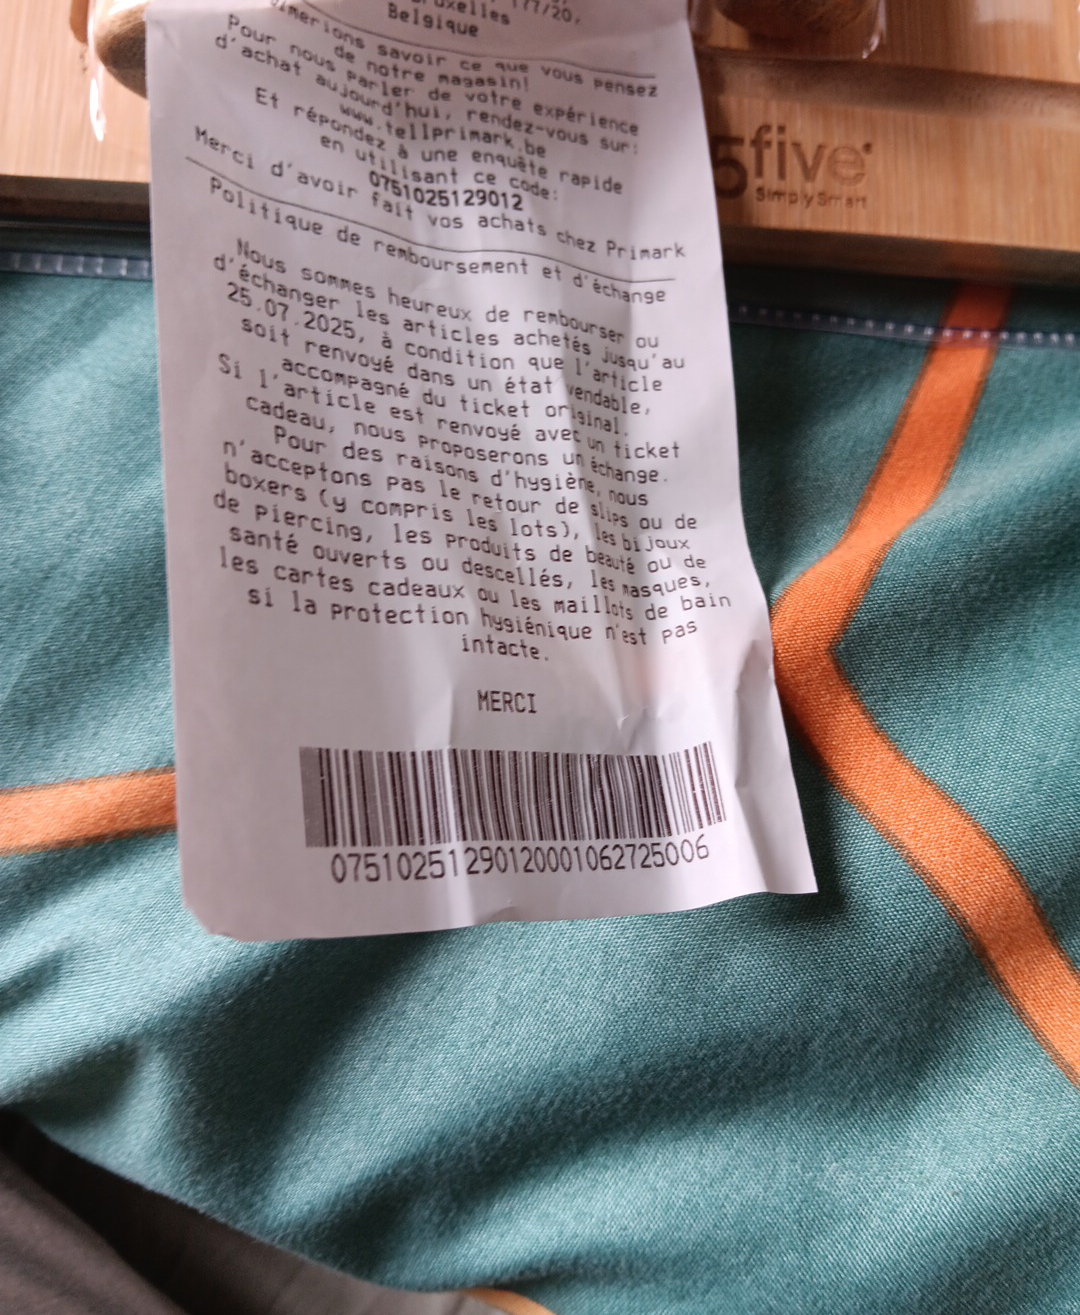 177/20,
Bruxelles
Belgique
aimerions savoir ce que vous pensez
de notre magasin!
Pour nous parler de votre expérience
d'achat aujourd'hui, rendez-vous sur:
www.tellprimark.be
Et répondez à une enquête rapide
en utilisant ce code:
0751025129012
Merci d'avoir fait vos achats chez Primark
Politique de remboursement et d'échange
Nous sommes heureux de rembourser ou
d'échanger les articles achetés jusqu'au
25.07.2025, à condition que l'article
soit renvoyé dans un état vendable,
accompagné du ticket original.
Si l'article est renvoyé avec un ticket
cadeau, nous proposerons un échange.
Pour des raisons d'hygiène, nous
n'acceptons pas le retour de slips ou de
boxers (y compris les lots), les bijoux
de piercing, les produits de beauté ou de
santé ouverts ou descellés, les masques,
les cartes cadeaux ou les maillots de bain
si la protection hygiénique n'est pas
intacte.
MERCI
07510251290120001062725006
5five
Simply Smart